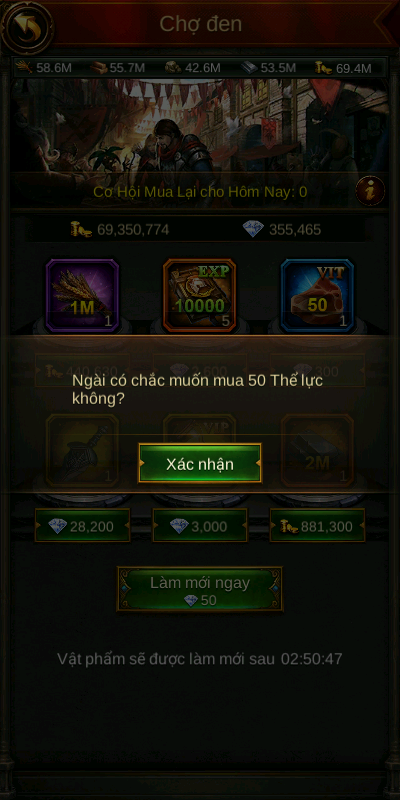 Chợ đen
58.6M 55.7M 42.6M 53.5M 69.4M
Cơ Hội Mua Lại cho Hôm Nay: 0
69,350,774 355,465
1M 1
EXP 10000 5
VIT 50 1
300
Ngài có chắc muốn mua 50 Thể lực
không?
1
VIP
2M 1
Xác nhận
28,200 3,000 881,300
Làm mới ngay
50
Vật phẩm sẽ được làm mới sau 02:50:47